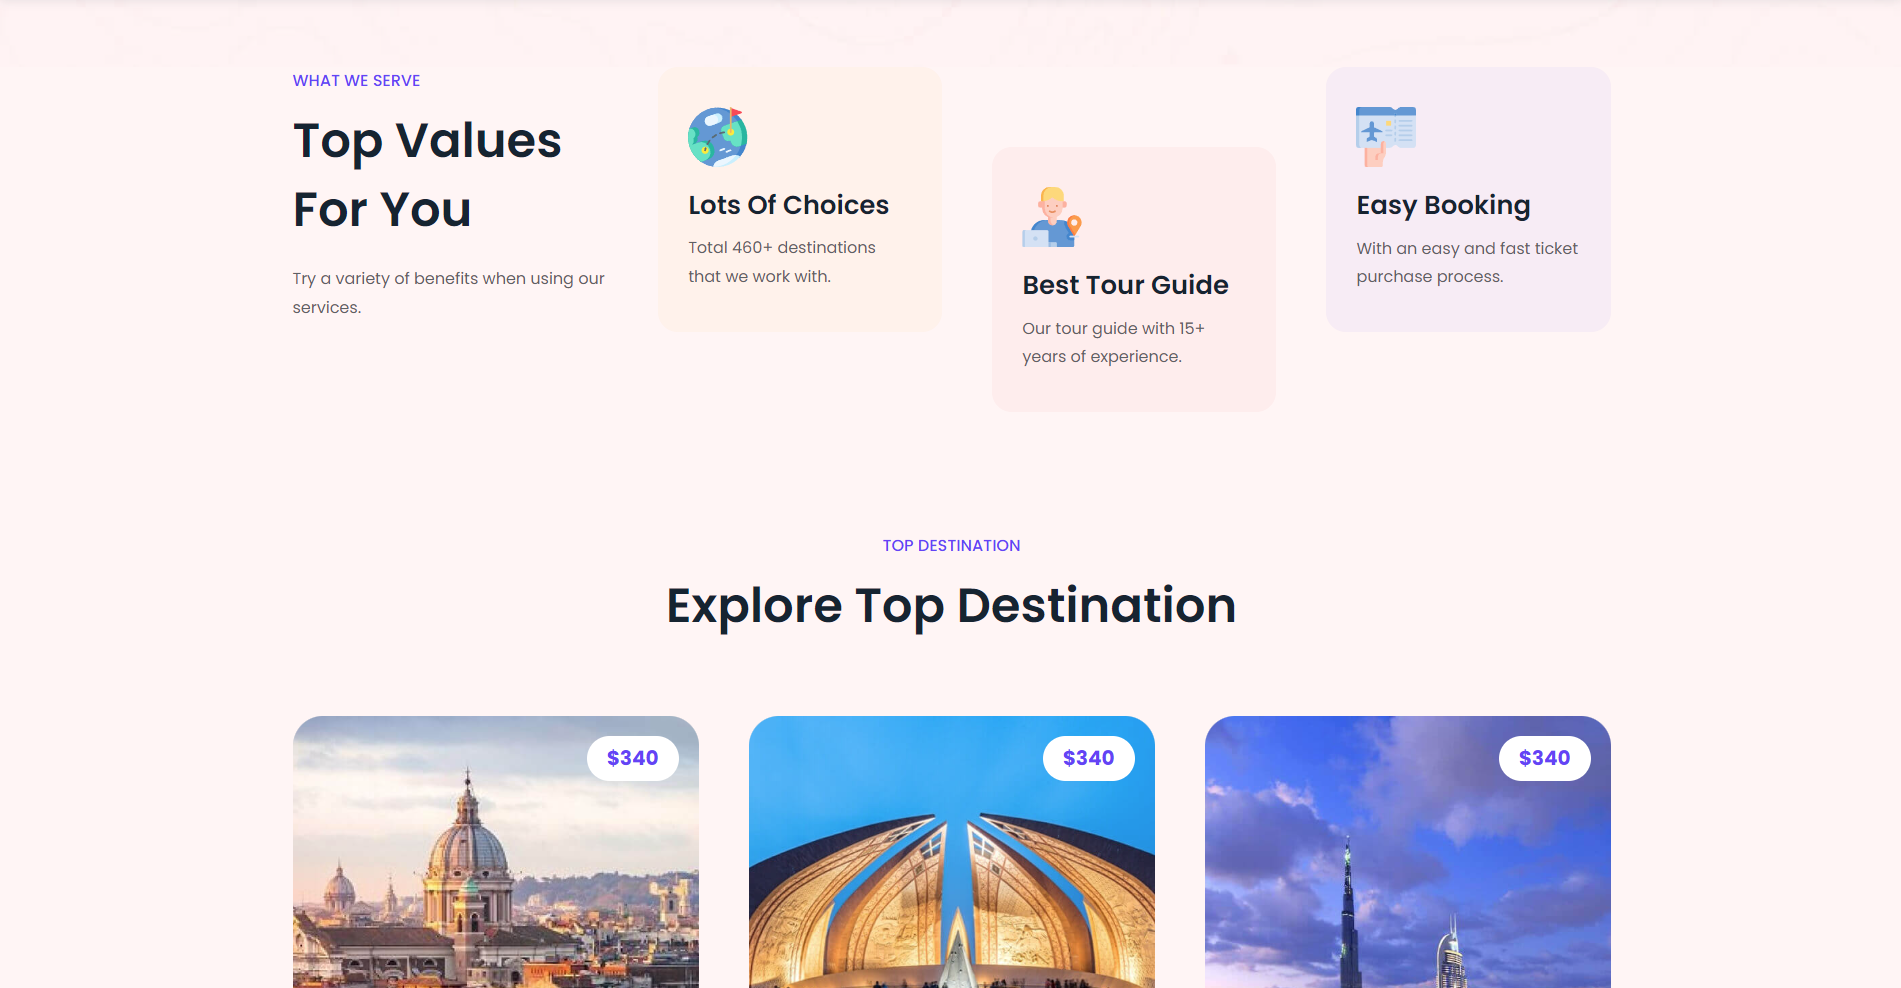 WHAT WE SERVE
Top Values
For You
Try a variety of benefits when using our
services.
Lots Of Choices
Total 460+ destinations
that we work with.
Best Tour Guide
Our tour guide with 15+
years of experience.
Easy Booking
With an easy and fast ticket
purchase process.
TOP DESTINATION
Explore Top Destination
$340
$340
$340